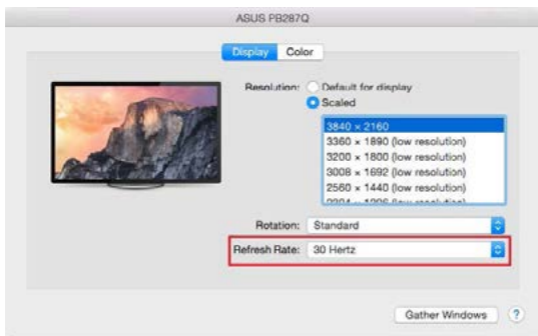 ASUS PB287Q
Display Color
Resolution: Default for display
Scaled
3840 × 2160
3360 × 1890 (low resolution)
3200 × 1800 (low resolution)
3008 × 1692 (low resolution)
2560 × 1440 (low resolution)
Rotation: Standard
Refresh Rate: 30 Hertz
Gather Windows ?